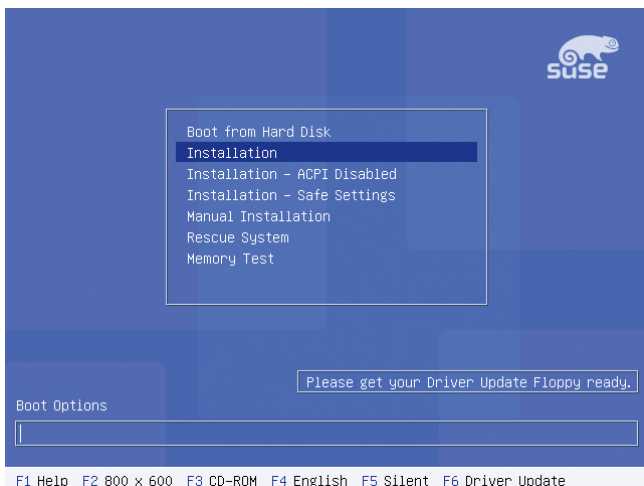 suse
Boot from Hard Disk
Installation
Installation - ACPI Disabled
Installation - Safe Settings
Manual Installation
Rescue System
Memory Test
Please get your Driver Update Floppy ready.
Boot Options
F1 Help F2 800 x 600 F3 CD-ROM F4 English F5 Silent F6 Driver Update